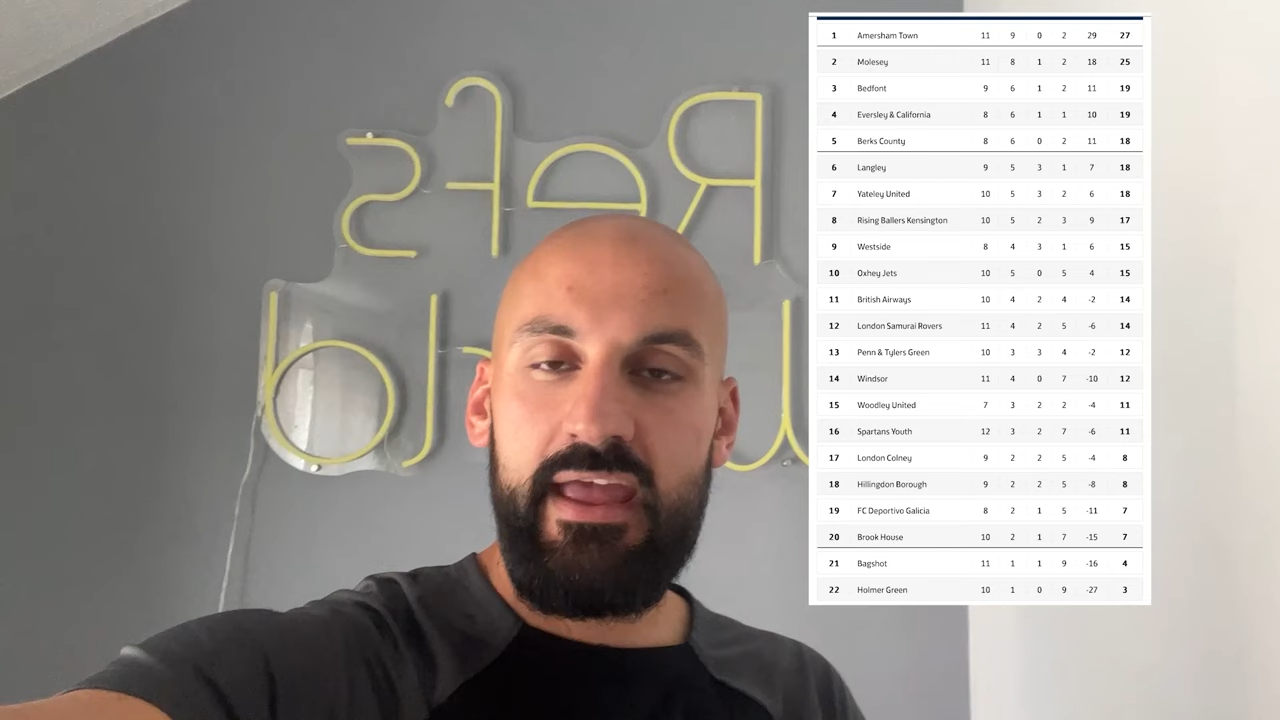 Refs
1 Amersham Town 11 9 0 2 29 27
2 Molesey 11 8 1 2 18 25
3 Bedfont 9 6 1 2 11 19
4 Eversley & California 8 6 1 1 10 19
5 Berks County 8 6 0 2 11 18
6 Langley 9 5 3 1 7 18
7 Yateley United 10 5 3 2 6 18
8 Rising Ballers Kensington 10 5 2 3 9 17
9 Westside 8 4 3 1 6 15
10 Oxhey Jets 10 5 0 5 4 15
11 British Airways 10 4 2 4 -2 14
12 London Samurai Rovers 11 4 2 5 -6 14
13 Penn & Tylers Green 10 3 3 4 -2 12
14 Windsor 11 4 0 7 -10 12
15 Woodley United 7 3 2 2 -4 11
16 Spartans Youth 12 3 2 7 -6 11
17 London Colney 9 2 2 5 -4 8
18 Hillingdon Borough 9 2 2 5 -8 8
19 FC Deportivo Galicia 8 2 1 5 -11 7
20 Brook House 10 2 1 7 -15 7
21 Bagshot 11 1 1 9 -16 4
22 Holmer Green 10 1 0 9 -27 3